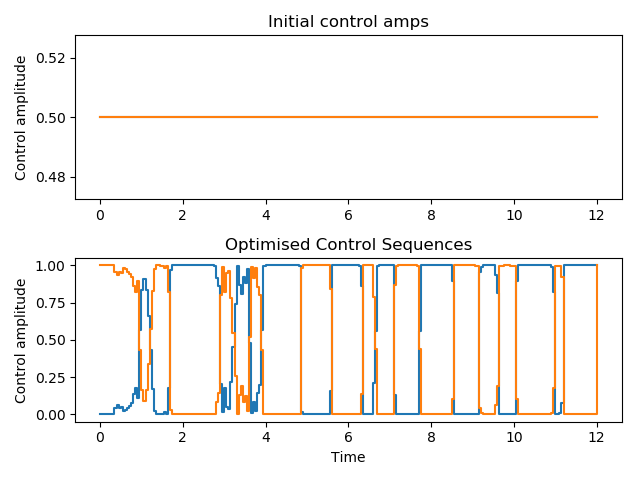 Initial control amps
Control amplitude
0.52
0.50
0.48
0 2 4 6 8 10 12
Optimised Control Sequences
Control amplitude
1.00
0.75
0.50
0.25
0.00
0 2 4 6 8 10 12
Time